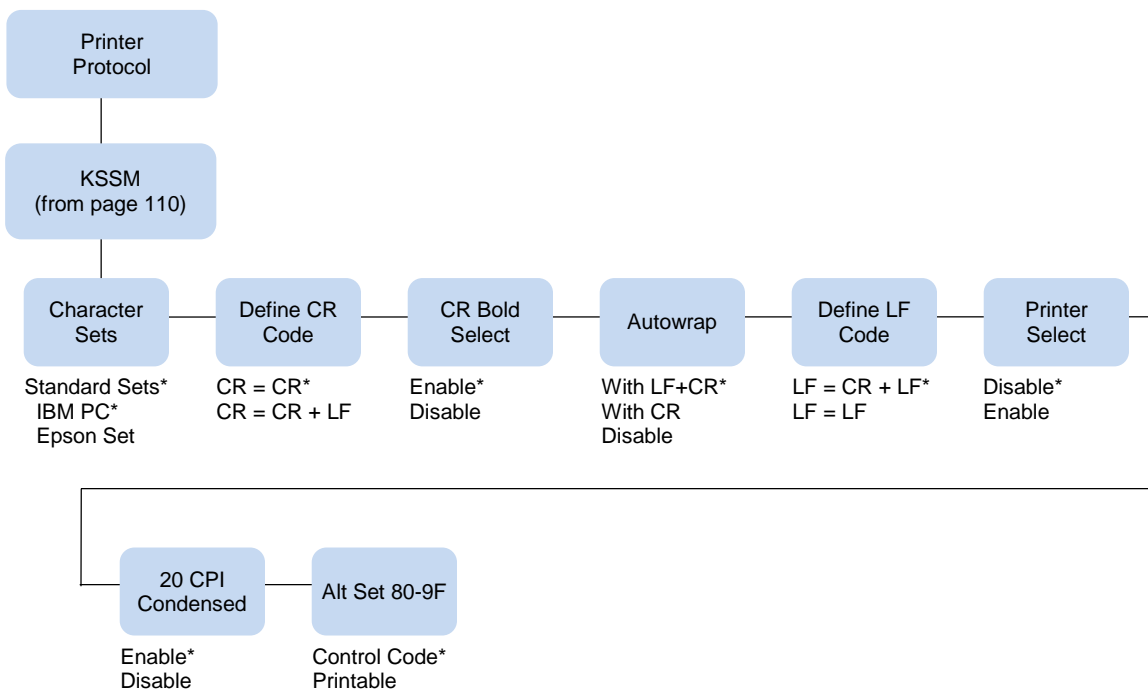 Printer
Protocol
KSSM
(from page 110)
Character
Sets
Define CR
Code
CR Bold
Select
Autowrap
Define LF
Code
Printer
Select
Standard Sets*
IBM PC*
Epson Set
CR = CR*
CR = CR + LF
Enable*
Disable
With LF+CR*
With CR
Disable
LF = CR + LF*
LF = LF
Disable*
Enable
20 CPI
Condensed
Alt Set 80-9F
Enable*
Disable
Control Code*
Printable